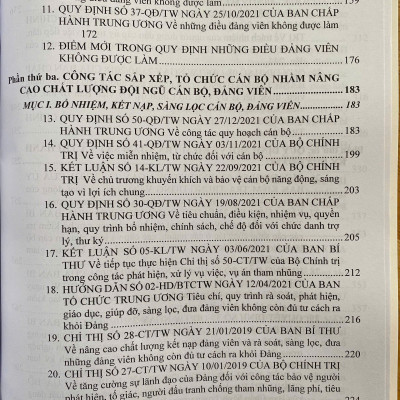 11. QUY ĐỊNH SỐ 37-QĐ/TW NGÀY 25/10/2021 CỦA BAN CHẤP
HÀNH TRUNG ƯƠNG Về những điều đảng viên không được làm
172
12. ĐIỂM MỚI TRONG QUY ĐỊNH NHỮNG ĐIỀU ĐẢNG VIÊN
KHÔNG ĐƯỢC LÀM 176
Phần thứ ba. CÔNG TÁC SẮP XẾP, TỔ CHỨC CÁN BỘ NHẰM NÂNG
CAO CHẤT LƯỢNG ĐỘI NGŨ CÁN BỘ, ĐẢNG VIÊN 183
MỤC I. BỔ NHIỆM, KẾT NẠP, SÀNG LỌC CÁN BỘ, ĐẢNG VIÊN 183
13. QUY ĐỊNH SỐ 50-QĐ/TW NGÀY 27/12/2021 CỦA BAN CHẤP
HÀNH TRUNG ƯƠNG Về công tác quy hoạch cán bộ 183
14. QUY ĐỊNH SỐ 41-QĐ/TW NGÀY 03/11/2021 CỦA BỘ CHÍNH
TRỊ Về việc miễn nhiệm, từ chức đối với cán bộ 199
15. KẾT LUẬN SỐ 14-KL/TW NGÀY 22/09/2021 CỦA BỘ CHÍNH
TRỊ Về chủ trương khuyến khích và bảo vệ cán bộ năng động, sáng
tạo vì lợi ích chung 203
16. QUY ĐỊNH SỐ 30-QĐ/TW NGÀY 19/08/2021 CỦA BAN CHẤP
HÀNH TRUNG ƯƠNG Về tiêu chuẩn, điều kiện, nhiệm vụ, quyền
hạn, quy trình bổ nhiệm, chính sách, chế độ đối với chức danh trợ
lý, thư ký 205
17. KẾT LUẬN SỐ 05-KL/TW NGÀY 03/06/2021 CỦA BAN BÍ
THƯ Về tiếp tục thực hiện Chỉ thị số 50-CT/TW của Bộ Chính trị
trong công tác phát hiện, xử lý vụ việc, vụ án tham nhũng 212
18. HƯỚNG DẪN SỐ 02-HD/BTCTW NGÀY 12/04/2021 CỦA BAN
TỔ CHỨC TRUNG ƯƠNG Tiêu chí, quy trình rà soát, phát hiện,
giáo dục, giúp đỡ, sàng lọc, đưa đảng viên không còn đủ tư cách ra
khỏi Đảng 216
19. CHỈ THỊ SỐ 28-CT/TW NGÀY 21/01/2019 CỦA BAN BÍ THƯ
Về nâng cao chất lượng kết nạp đảng viên và rà soát, sàng lọc, đưa
những đảng viên không còn đủ tư cách ra khỏi Đảng 220
20. CHỈ THỊ SỐ 27-CT/TW NGÀY 10/01/2019 CỦA BỘ CHÍNH TRỊ
Về tăng cường sự lãnh đạo của Đảng đối với công tác bảo vệ người
phát hiện, tố giác, người đấu tranh chống tham nhũng, lãng phí, tiêu